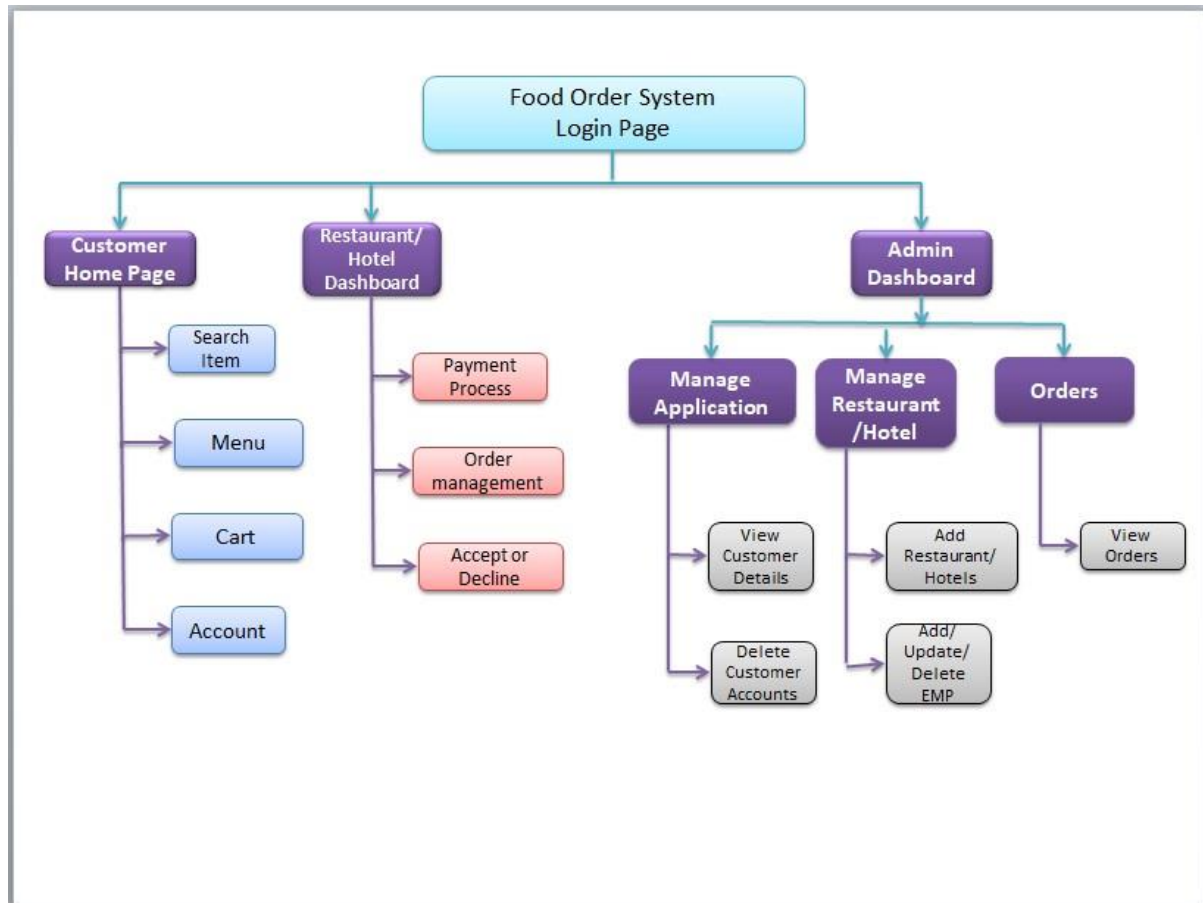 Food Order System
Login Page
Customer
Home Page
Restaurant/
Hotel
Dashboard
Admin
Dashboard
Search
Item
Menu
Cart
Account
Payment
Process
Order
management
Accept or
Decline
Manage
Application
Manage
Restaurant
/Hotel
Orders
View
Customer
Details
Delete
Customer
Accounts
Add
Restaurant/
Hotels
Add/
Update/
Delete
EMP
View
Orders